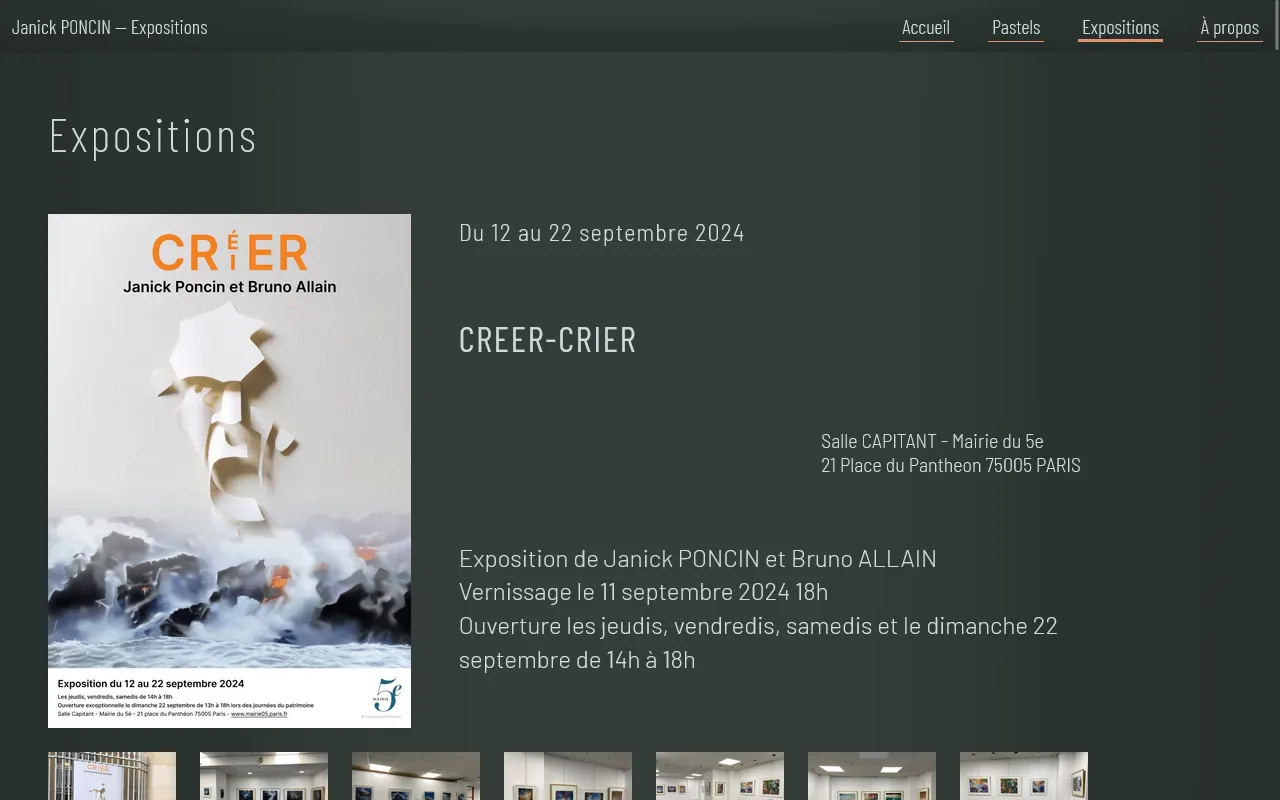 Janick PONCIN — Expositions
Accueil
Pastels
Expositions
À propos
Expositions
CRÉIER
Janick Poncin et Bruno Allain
Exposition du 12 au 22 septembre 2024
Les jeudis, vendredis, samedis de 14h à 18h
Ouverture exceptionnelle le dimanche 22 septembre de 13h à 18h lors des journées du patrimoine
Salle Capitant - Mairie du 5è - 21 place du Panthéon 75005 Paris - www.mairie05.paris.fr
MAIRIE 5e
Du 12 au 22 septembre 2024
CREER-CRIER
Salle CAPITANT - Mairie du 5e
21 Place du Pantheon 75005 PARIS
Exposition de Janick PONCIN et Bruno ALLAIN
Vernissage le 11 septembre 2024 18h
Ouverture les jeudis, vendredis, samedis et le dimanche 22
septembre de 14h à 18h